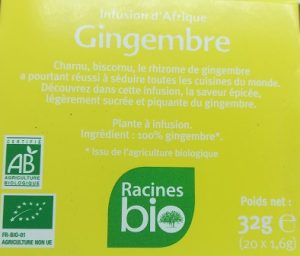 Infusion d'Afrique
Gingembre
Charnu, biscornu, le rhizome de gingembre
a pourtant réussi à séduire toutes les cuisines du monde.
Découvrez dans cette infusion, la saveur épicée,
légèrement sucrée et piquante du gingembre.
Plante à infusion.
Ingrédient : 100% gingembre*.
* Issu de l'agriculture biologique
CERTIFIÉ
AB
AGRICULTURE
BIOLOGIQUE
FR-BIO-01
AGRICULTURE NON UE
Racines
bio
Poids net :
32g e
(20 x 1,6g)